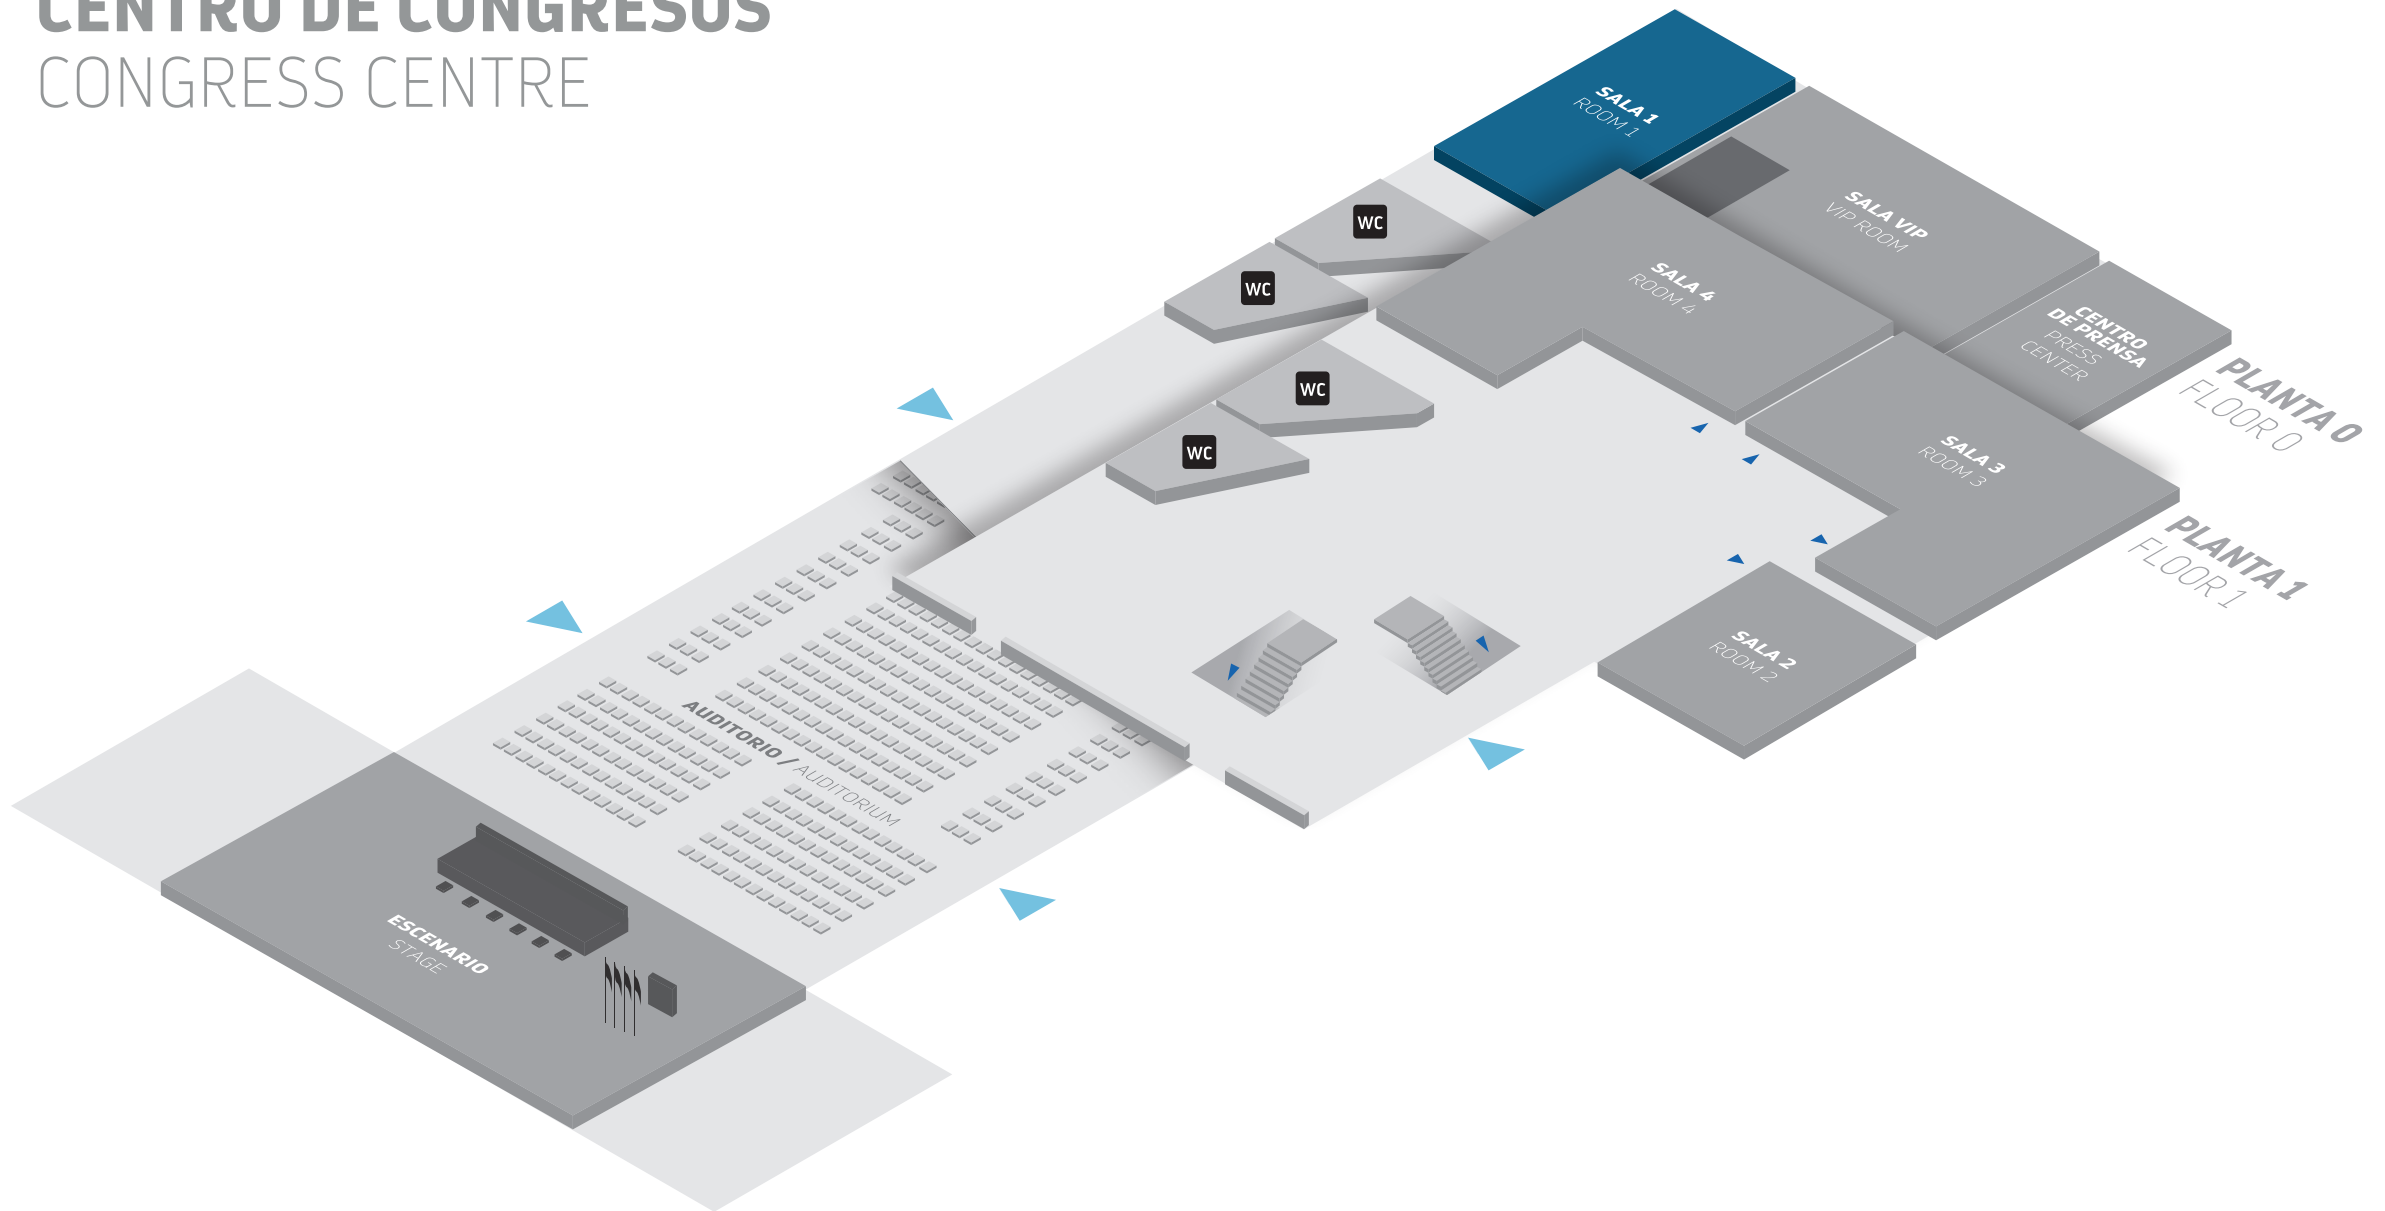 CENTRO DE CONGRESOS
CONGRESS CENTRE
SALA 1
ROOM 1
WC
WC
SALA VIP
VIP ROOM
SALA 4
ROOM 4
CENTRO
DE PRENSA
PRESS
CENTER
PLANTA 0
FLOOR 0
WC
WC
SALA 3
ROOM 3
PLANTA 1
FLOOR 1
SALA 2
ROOM 2
AUDITORIO / AUDITORIUM
ESCENARIO
STAGE